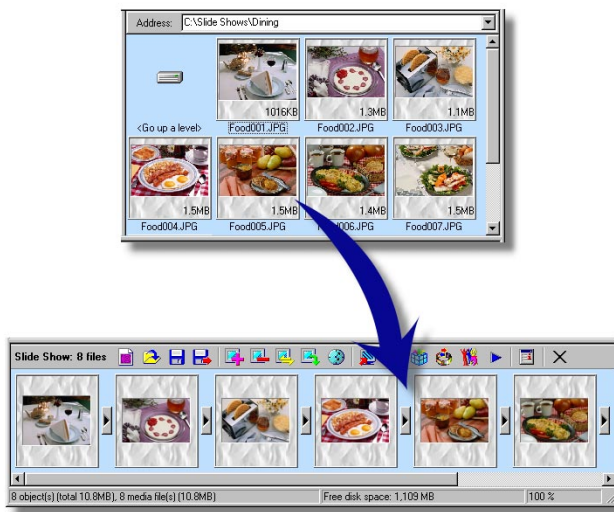 Address: C:\Slide Shows\Dining
1016KB 1.3MB 1.1MB
<Go up a level> Food001.JPG Food002.JPG Food003.JPG
1.5MB 1.5MB 1.4MB 1.5MB
Food004.JPG Food005.JPG Food006.JPG Food007.JPG
Slide Show: 8 files
8 object(s) (total 10.8MB), 8 media file(s) (10.8MB) Free disk space: 1,109 MB 100 %